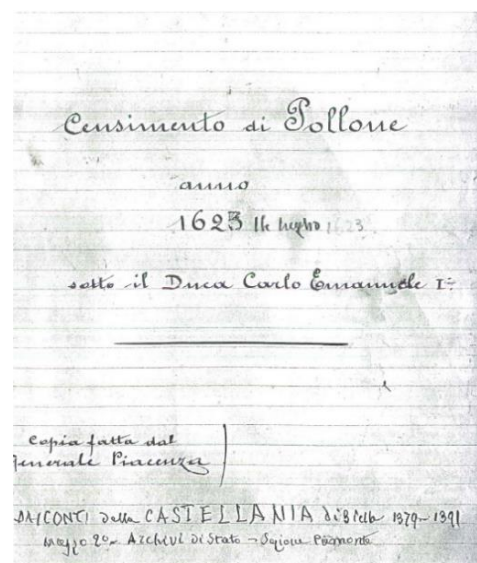 Censimento di Pollone
anno
1623 14 luglio 1623
sotto il Duca Carlo Emanuele I°
Copia fatta dal
Generale Piacenza
DAI CONTI della CASTELLANIA di Biella 1379-1391
mazzo 2° - Archivi di Stato - Sezione Piemonte